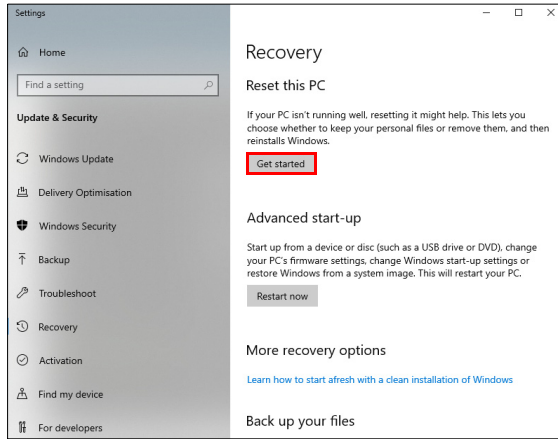 Settings
Home
Find a setting
Update & Security
Windows Update
Delivery Optimisation
Windows Security
Backup
Troubleshoot
Recovery
Activation
Find my device
For developers
Recovery
Reset this PC
If your PC isn't running well, resetting it might help. This lets you
choose whether to keep your personal files or remove them, and then
reinstalls Windows.
Get started
Advanced start-up
Start up from a device or disc (such as a USB drive or DVD), change
your PC's firmware settings, change Windows start-up settings or
restore Windows from a system image. This will restart your PC.
Restart now
More recovery options
Learn how to start afresh with a clean installation of Windows
Back up your files